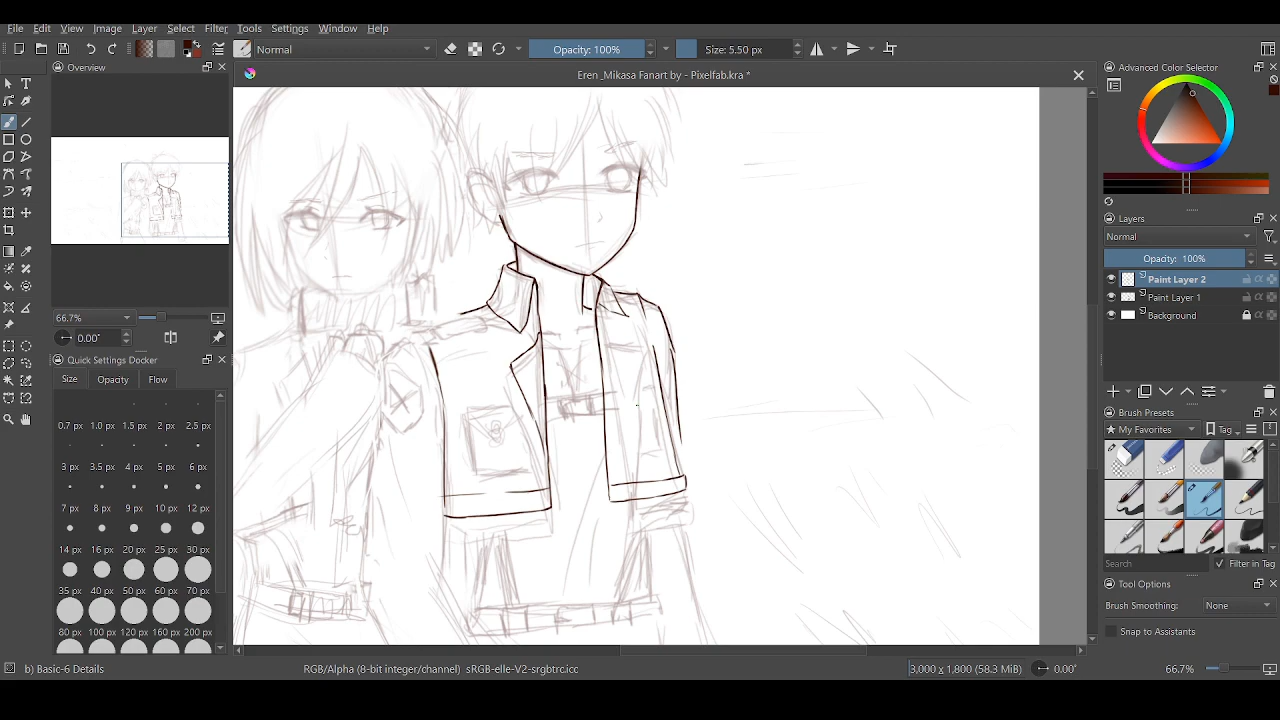 File Edit View Image Layer Select Filter Tools Settings Window Help
Normal
Opacity: 100%
Size: 5.50 px
Overview
Eren _Mikasa Fanart by - Pixelfab.kra *
66.7%
0.00°
Quick Settings Docker
Size Opacity Flow
0.7 px 1.0 px 1.5 px 2 px 2.5 px
3 px 3.5 px 4 px 5 px 6 px
7 px 8 px 9 px 10 px 12 px
14 px 16 px 20 px 25 px 30 px
35 px 40 px 50 px 60 px 70 px
80 px 100 px 120 px 160 px 200 px
Advanced Color Selector
Layers
Normal
Opacity: 100%
Paint Layer 2
Paint Layer 1
Background
Brush Presets
My Favorites
Tag
Search
Filter in Tag
Tool Options
Brush Smoothing: None
Snap to Assistants
b) Basic-6 Details
RGB/Alpha (8-bit integer/channel) sRGB-elle-V2-srgbtrc.icc
3,000 x 1,800 (58.3 MiB)
0.00°
66.7%